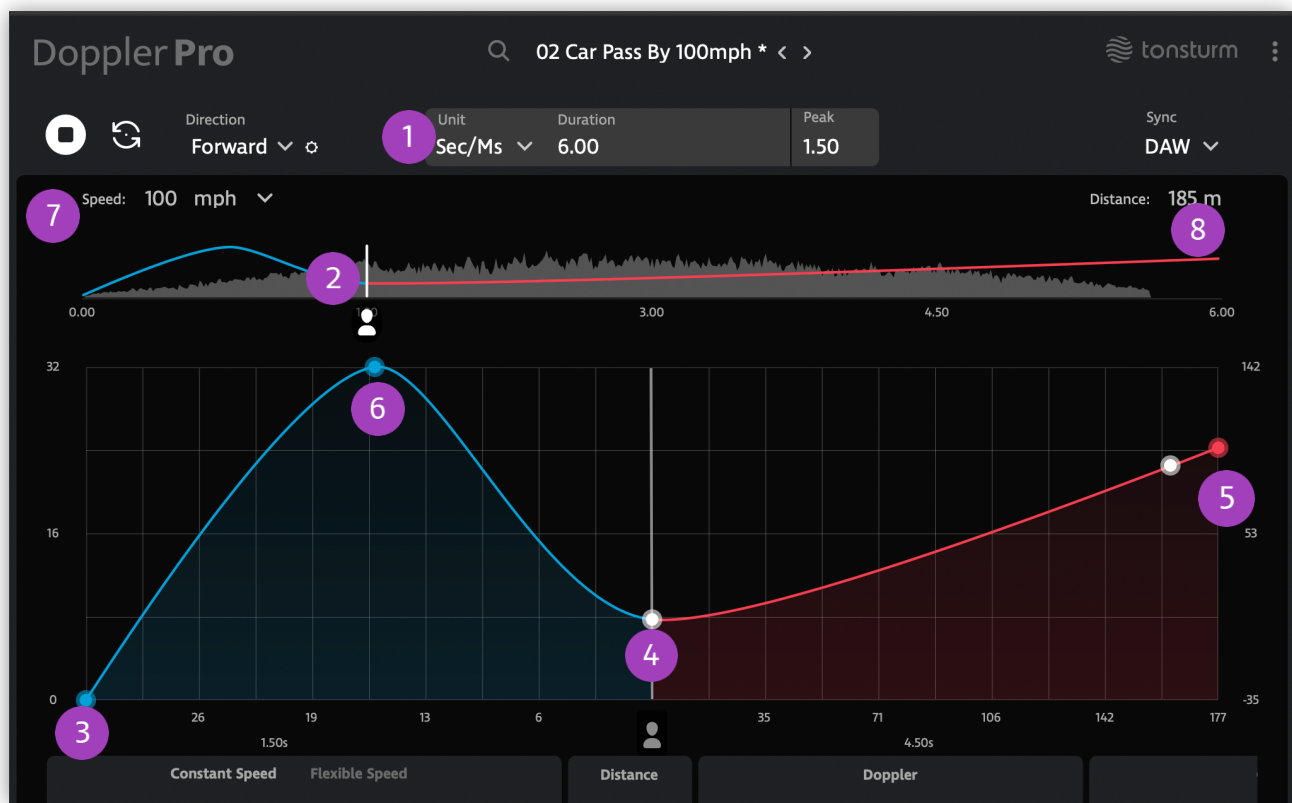 Doppler Pro
02 Car Pass By 100mph * < >
tonsturm
Direction
Forward
1
Unit
Sec/Ms
Duration
6.00
Peak
1.50
Sync
DAW
7
Speed: 100 mph
Distance: 185 m
8
2
0.00
3.00
4.50
6.00
32
142
6
5
16
53
4
0
-35
3
26 19 13 6 35 71 106 142 177
1.50s
4.50s
Constant Speed
Flexible Speed
Distance
Doppler